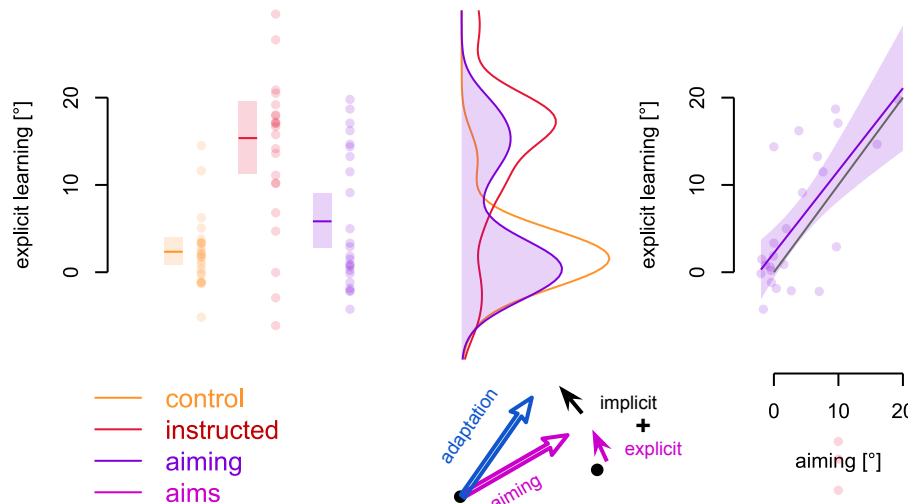 explicit learning [°]
20
10
0
explicit learning [°]
20
10
0
0
10
20
aiming [°]
control
instructed
aiming
aims
adaptation
aiming
implicit
+
explicit